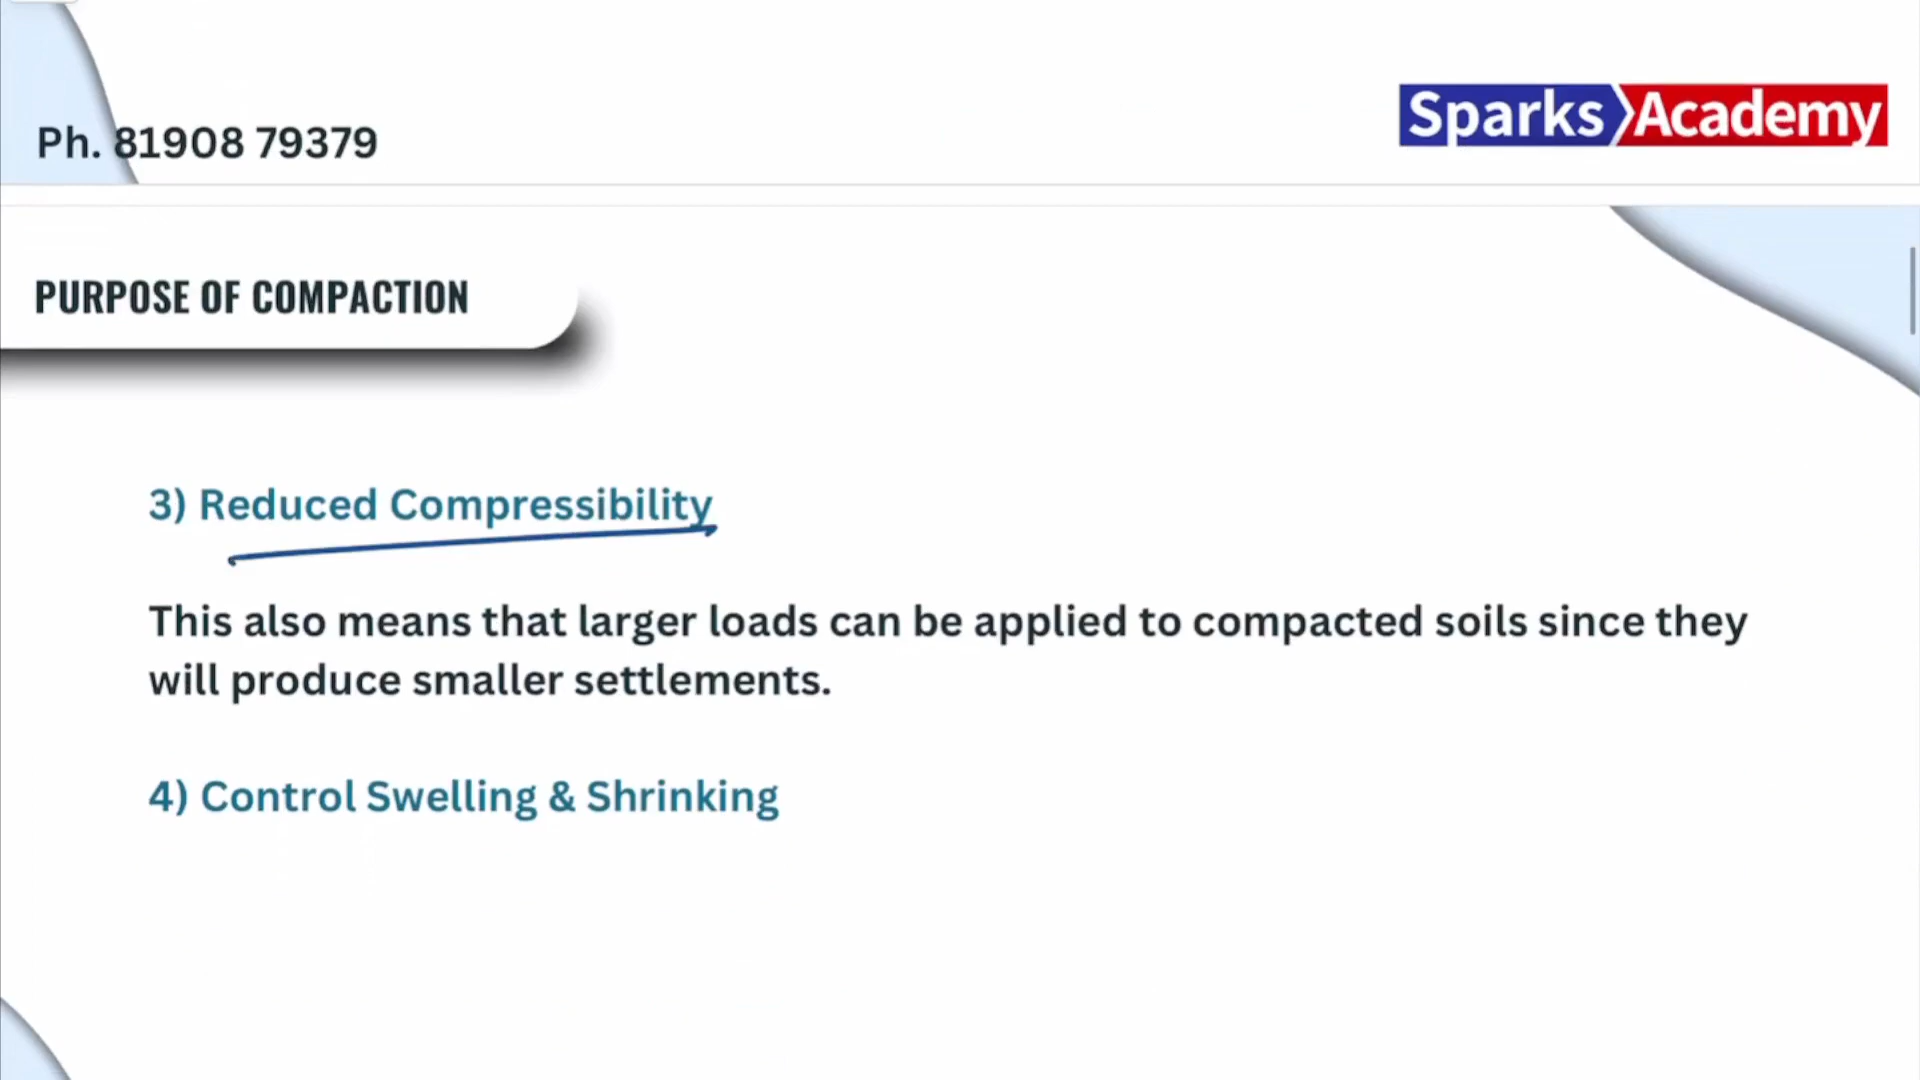 Ph. 81908 79379
Sparks Academy
PURPOSE OF COMPACTION
3) Reduced Compressibility
This also means that larger loads can be applied to compacted soils since they
will produce smaller settlements.
4) Control Swelling & Shrinking